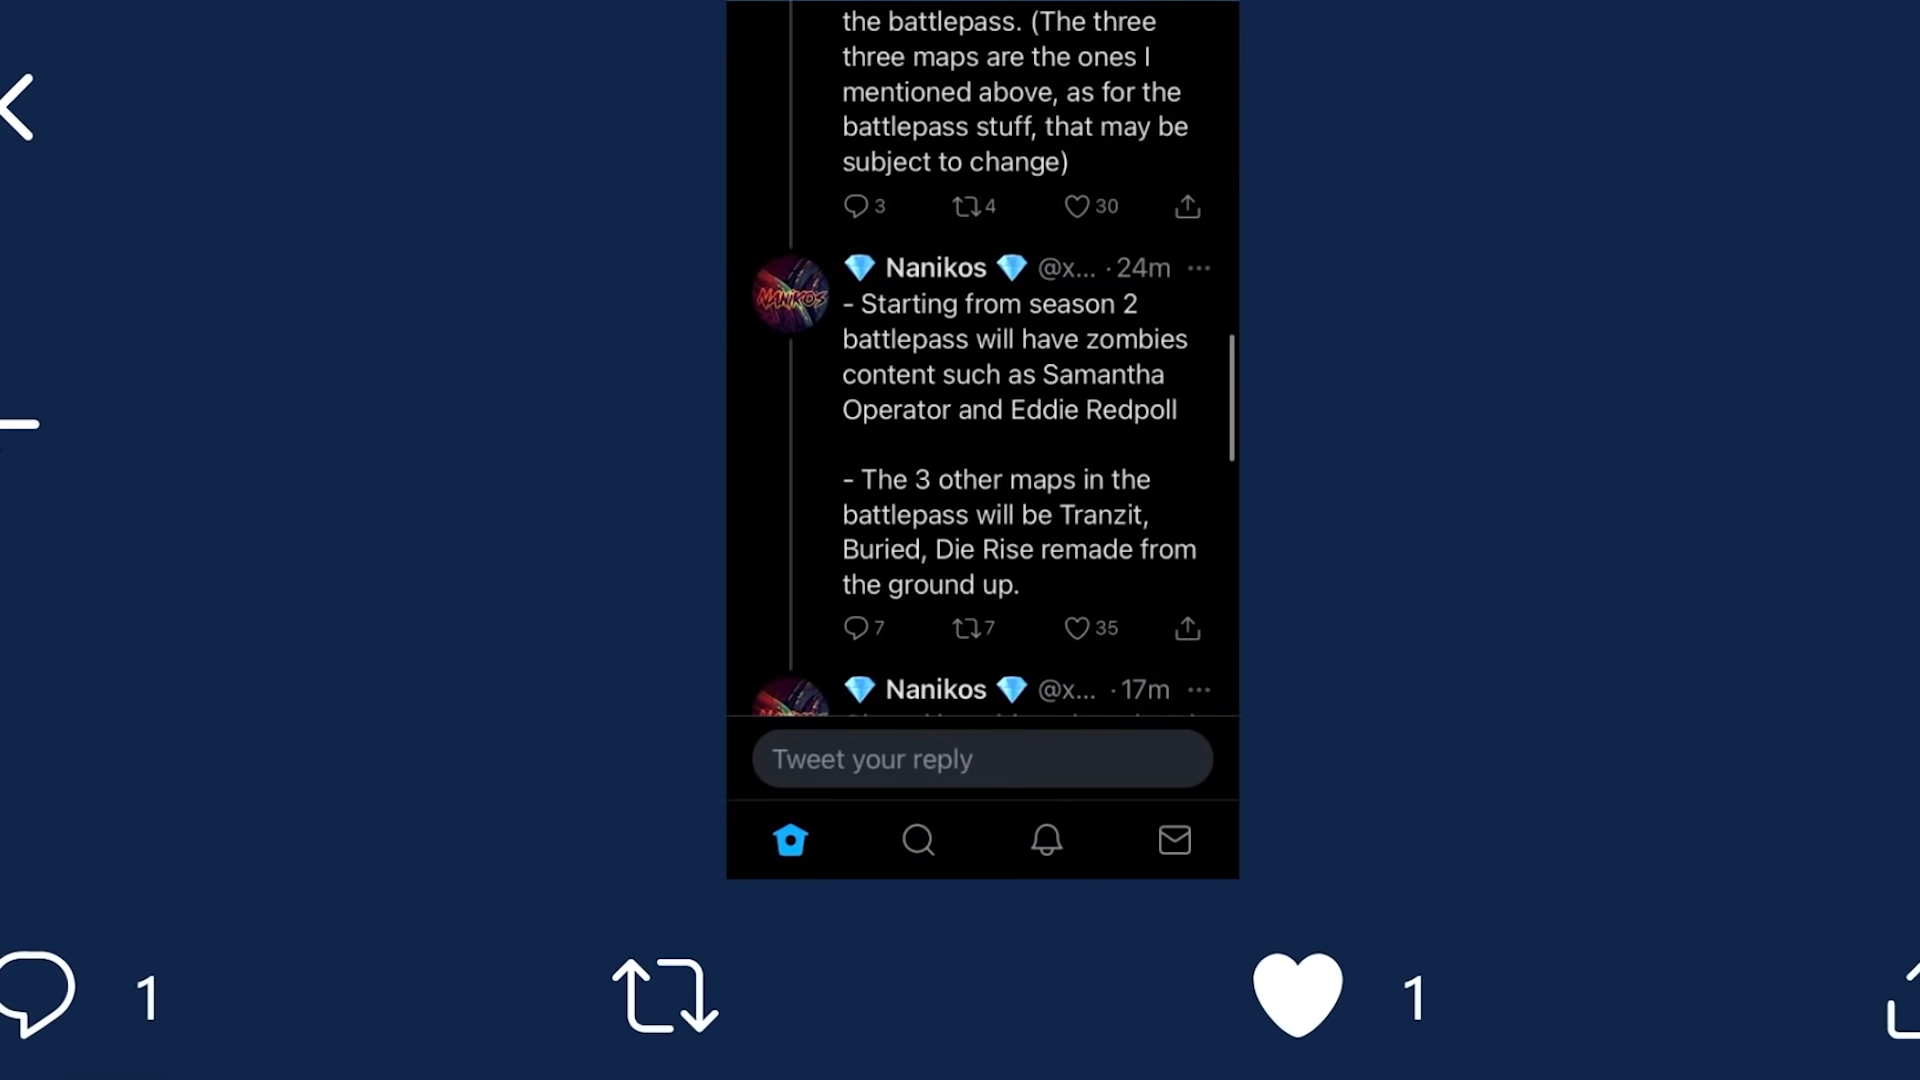 the battlepass. (The three
three maps are the ones I
mentioned above, as for the
battlepass stuff, that may be
subject to change)
3 4 30
Nanikos @x... · 24m
NANIKOS
- Starting from season 2
battlepass will have zombies
content such as Samantha
Operator and Eddie Redpoll
- The 3 other maps in the
battlepass will be Tranzit,
Buried, Die Rise remade from
the ground up.
7 7 35
Nanikos @x... · 17m
Tweet your reply
1 1